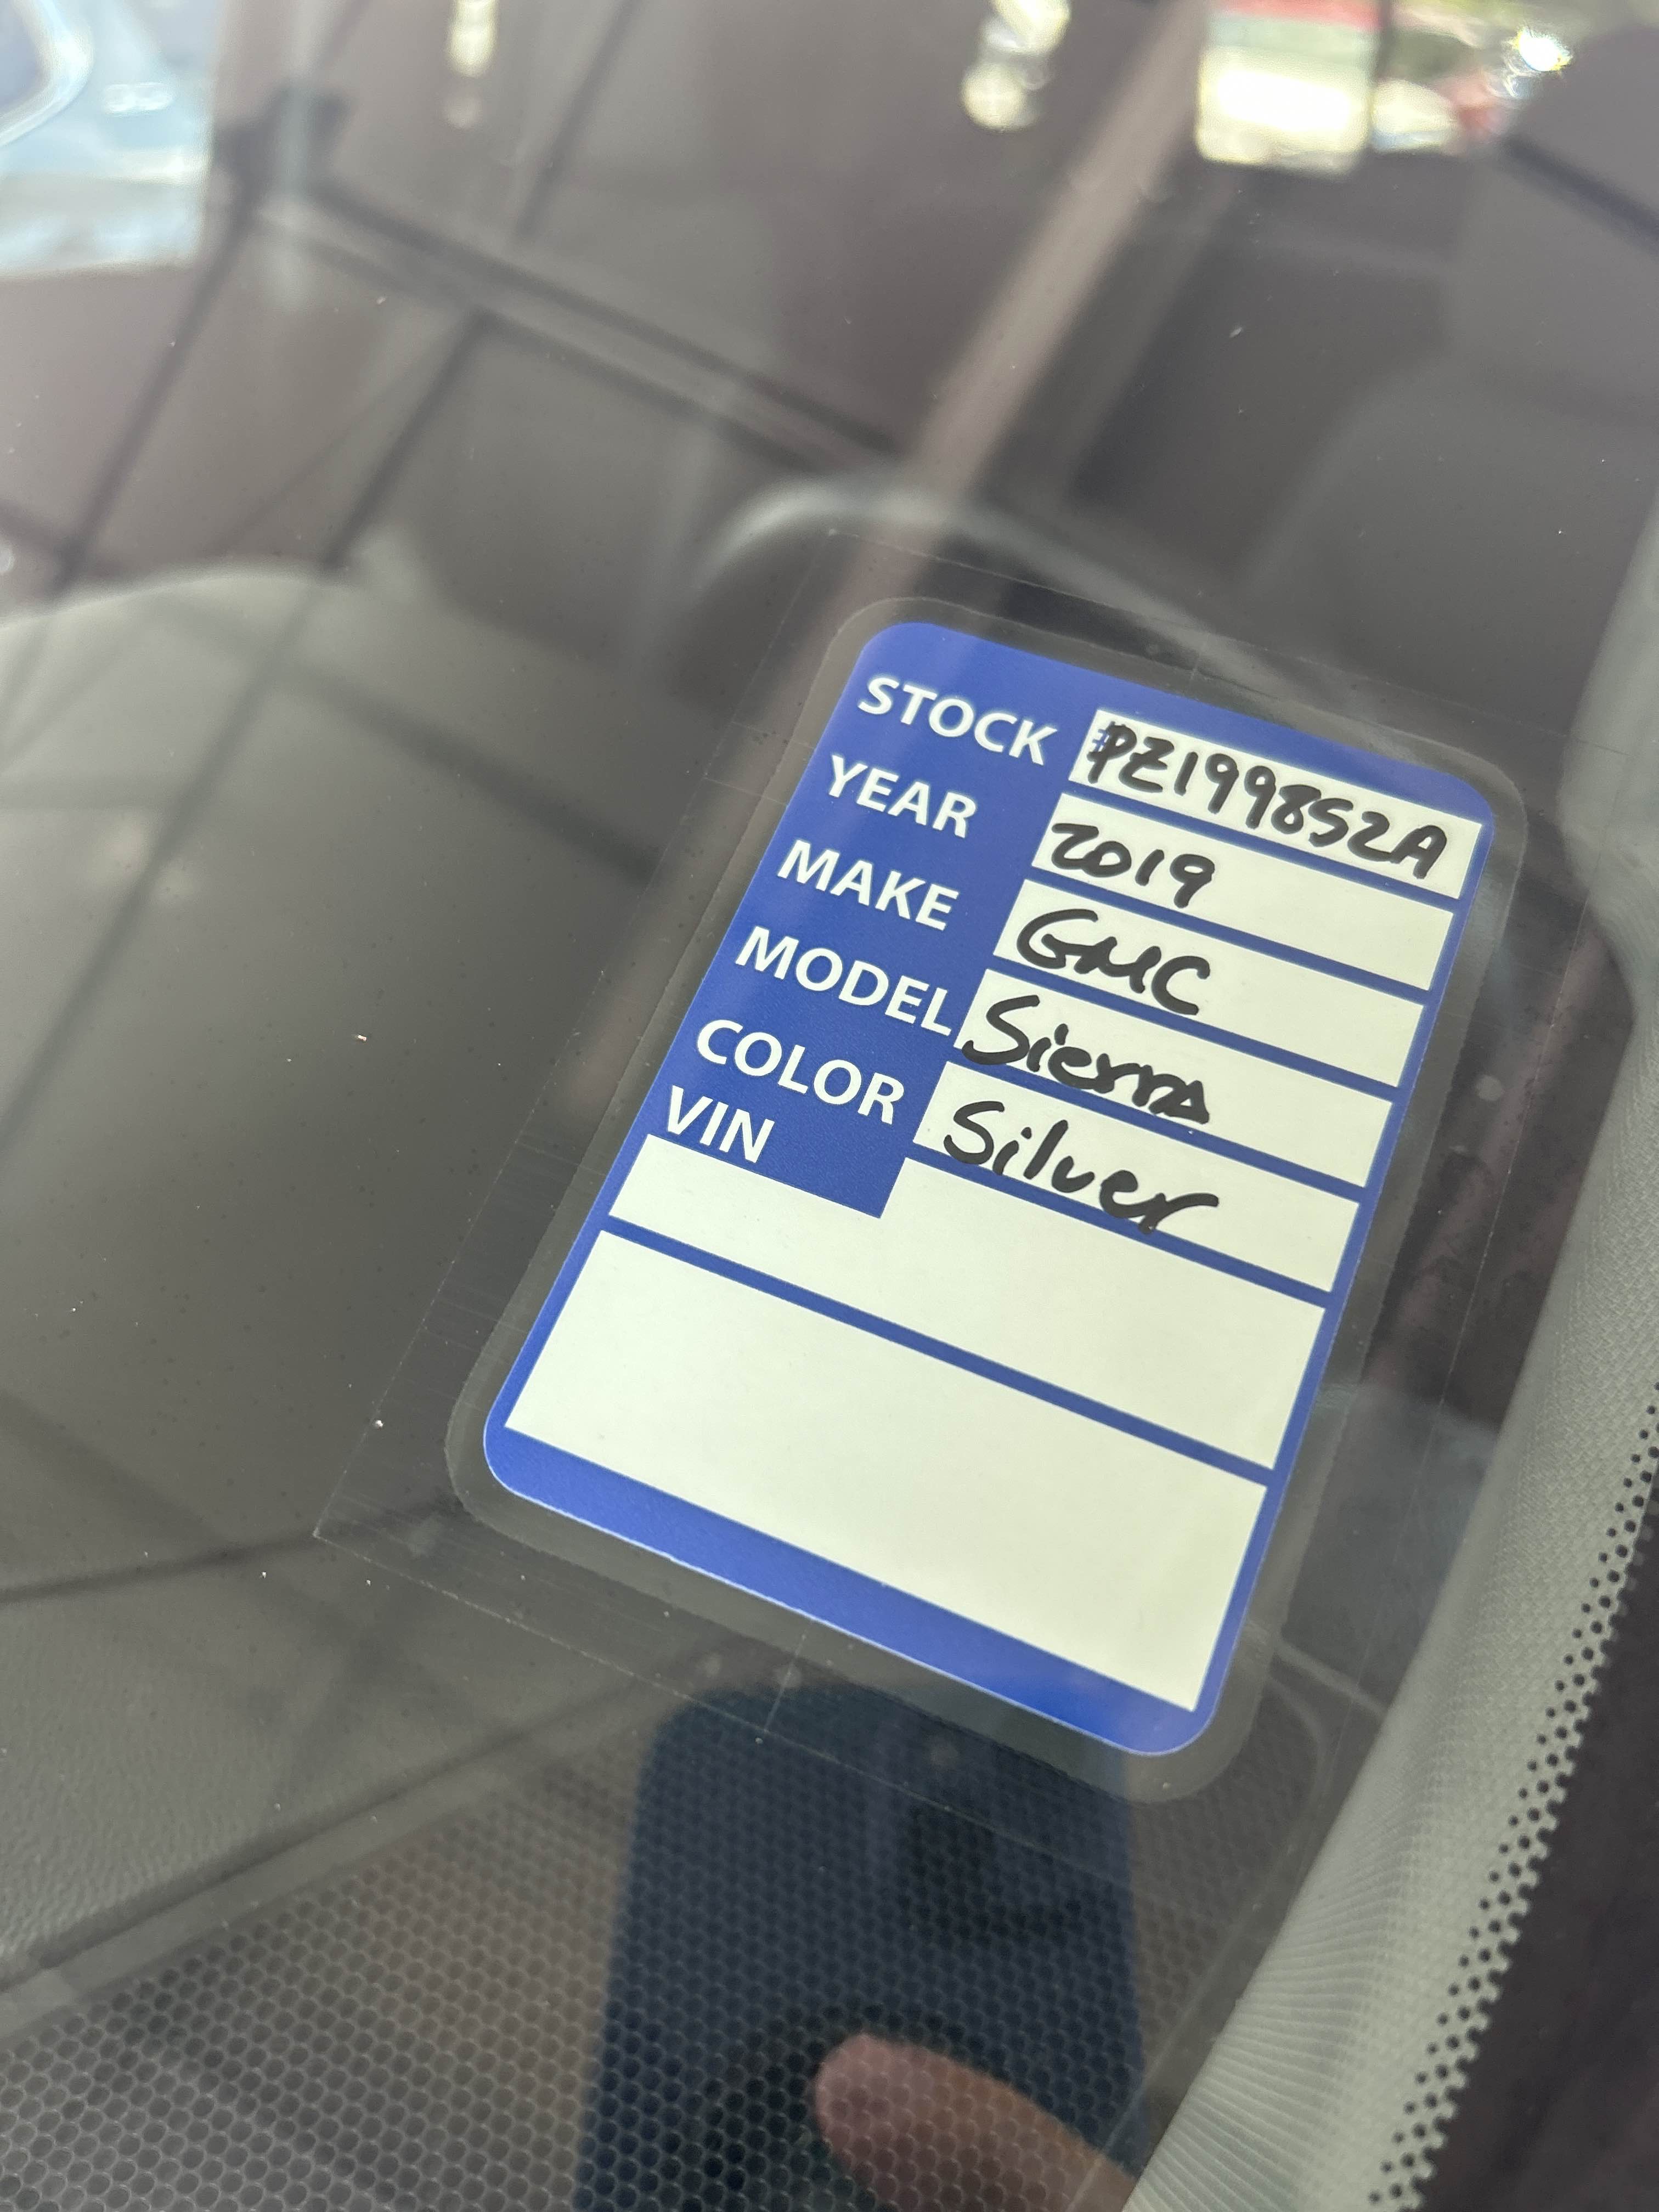 STOCK #PZ199852A
YEAR 2019
MAKE GMC
MODEL Sierra
COLOR Silver
VIN